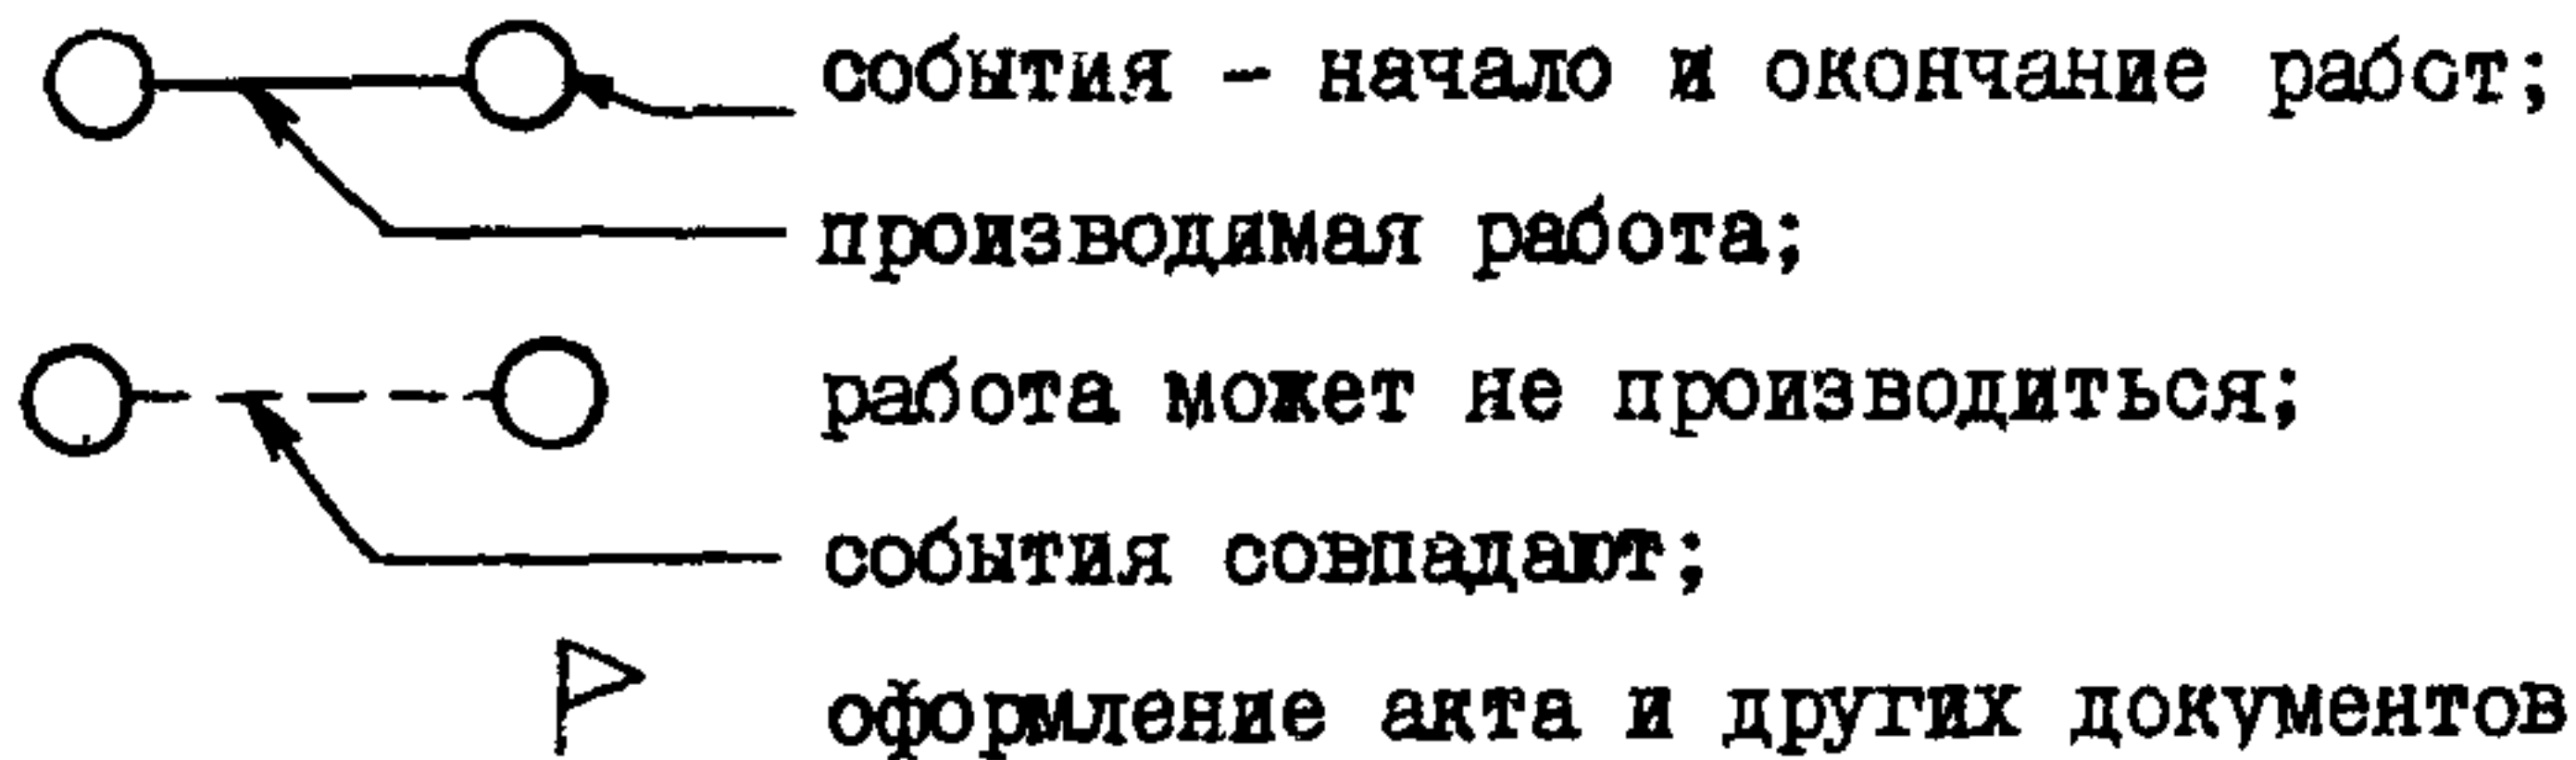 события - начало и окончание работ;
производимая работа;
работа может не производиться;
события совпадают;
оформление акта и других документов